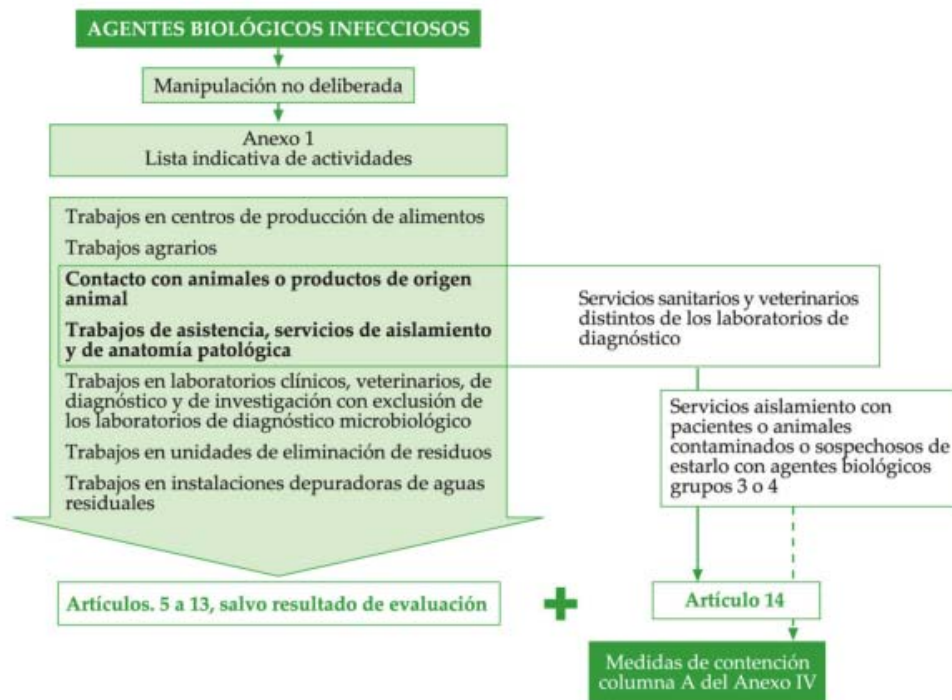 AGENTES BIOLÓGICOS INFECCIOSOS
Manipulación no deliberada
Anexo 1
Lista indicativa de actividades
Trabajos en centros de producción de alimentos
Trabajos agrarios
Contacto con animales o productos de origen
animal
Trabajos de asistencia, servicios de aislamiento
y de anatomía patológica
Servicios sanitarios y veterinarios
distintos de los laboratorios de
diagnóstico
Trabajos en laboratorios clínicos, veterinarios, de
diagnóstico y de investigación con exclusión de
los laboratorios de diagnóstico microbiológico
Trabajos en unidades de eliminación de residuos
Trabajos en instalaciones depuradoras de aguas
residuales
Servicios aislamiento con
pacientes o animales
contaminados o sospechosos de
estarlo con agentes biológicos
grupos 3 o 4
Artículos. 5 a 13, salvo resultado de evaluación
Artículo 14
Medidas de contención
columna A del Anexo IV